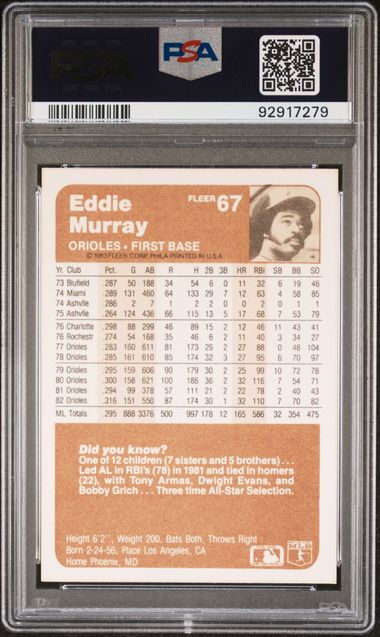 PSA
PSA
92917279
Eddie
Murray
FLEER 67
ORIOLES • FIRST BASE
© 1983 FLEER CORP. PHILA. PRINTED IN U.S.A.
Yr. Club Pct. G AB R H 2B 3B HR RBI SB BB SO
73 Blufield .287 50 188 34 54 6 0 11 32 6 19 46
74 Miami .289 131 460 64 133 29 7 12 63 4 58 85
74 Ashvlle .286 2 7 1 2 0 0 0 2 0 0 1
75 Ashvlle .264 124 436 66 115 13 5 17 68 7 53 79
76 Charlotte .298 88 299 46 89 15 2 12 46 11 43 41
76 Rochestr .274 54 168 35 46 6 2 11 40 3 34 27
77 Orioles .283 160 611 81 173 29 2 27 88 0 48 104
78 Orioles .285 161 610 85 174 32 3 27 95 6 70 97
79 Orioles .295 159 606 90 179 30 2 25 99 10 72 78
80 Orioles .300 158 621 100 186 36 2 32 116 7 54 71
81 Orioles .294 99 378 57 111 21 2 22 78 2 40 43
82 Orioles .316 151 550 87 174 30 1 32 110 7 70 82
ML Totals .295 888 3376 500 997 178 12 165 586 32 354 475
Did you know?
One of 12 children (7 sisters and 5 brothers) . . .
Led AL in RBI's (78) in 1981 and tied in homers
(22), with Tony Armas, Dwight Evans, and
Bobby Grich . . . Three time All-Star Selection.
Height 6'2'', Weight 200, Bats Both, Throws Right
Born 2-24-56, Place Los Angeles, CA
Home Phoenix, MD